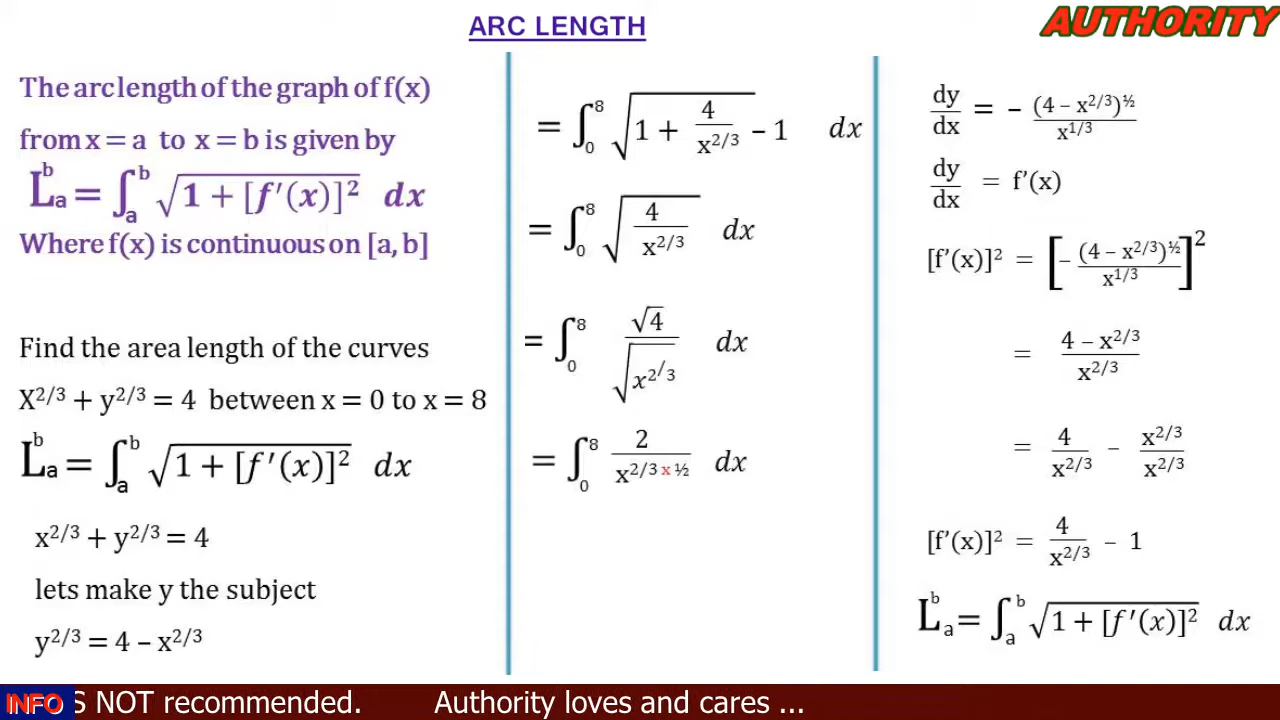 ARC LENGTH
AUTHORITY
The arc length of the graph of f(x)
from x = a to x = b is given by
L_a^b = ∫_a^b √(1 + [f'(x)]²) dx
Where f(x) is continuous on [a, b]
Find the area length of the curves
X^(2/3) + y^(2/3) = 4 between x = 0 to x = 8
L_a^b = ∫_a^b √(1 + [f'(x)]²) dx
x^(2/3) + y^(2/3) = 4
lets make y the subject
y^(2/3) = 4 – x^(2/3)
= ∫_0^8 √(1 + 4/x^(2/3) – 1) dx
= ∫_0^8 √(4/x^(2/3)) dx
= ∫_0^8 √4/√(x^(2/3)) dx
= ∫_0^8 2/x^(2/3 x ½) dx
dy/dx = – (4 – x^(2/3))^½/x^(1/3)
dy/dx = f'(x)
[f'(x)]² = [– (4 – x^(2/3))^½/x^(1/3)]²
= (4 – x^(2/3))/x^(2/3)
= 4/x^(2/3) – x^(2/3)/x^(2/3)
[f'(x)]² = 4/x^(2/3) – 1
L_a^b = ∫_a^b √(1 + [f'(x)]²) dx
INFO S NOT recommended. Authority loves and cares ...